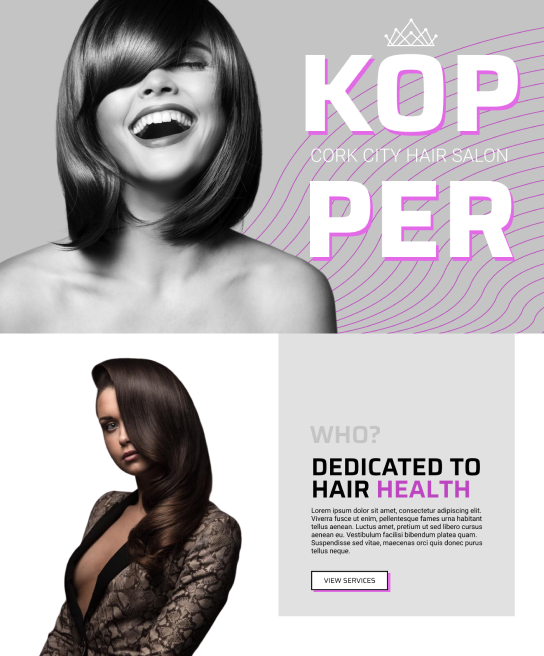 KOP
CORK CITY HAIR SALON
PER
WHO?
DEDICATED TO
HAIR HEALTH
Lorem ipsum dolor sit amet, consectetur adipiscing elit.
Viverra fusce ut enim, pellentesque fames urna habitant
tellus aenean. Luctus amet, pretium ut sed libero cursus
aenean eu. Vestibulum facilisi bibendum platea quam.
Suspendisse sed vitae, maecenas orci quis donec purus
tellus neque.
VIEW SERVICES